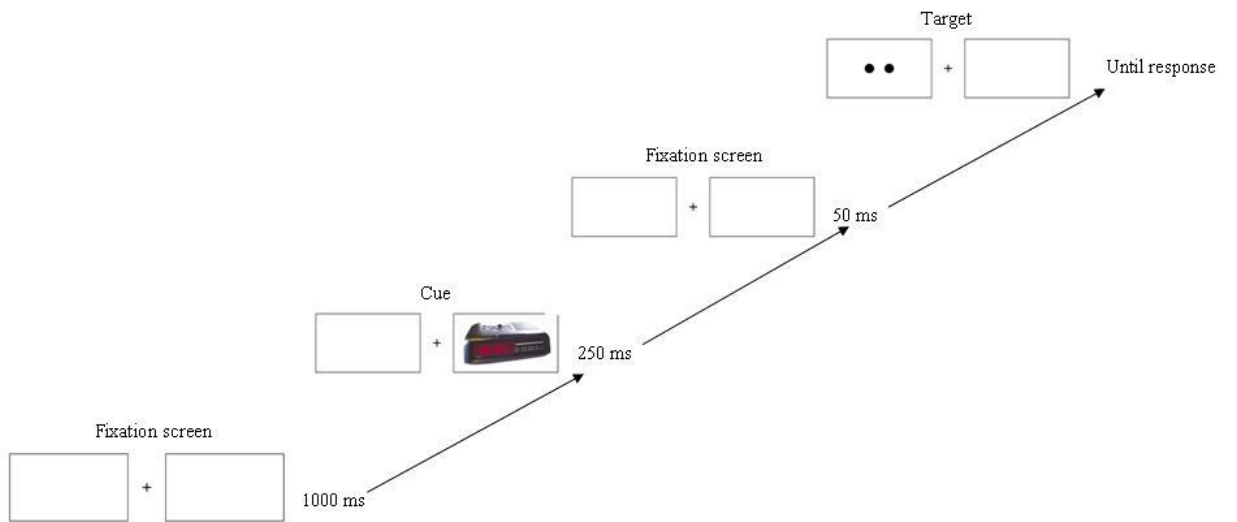 Target
Until response
Fixation screen
50 ms
Cue
250 ms
Fixation screen
1000 ms